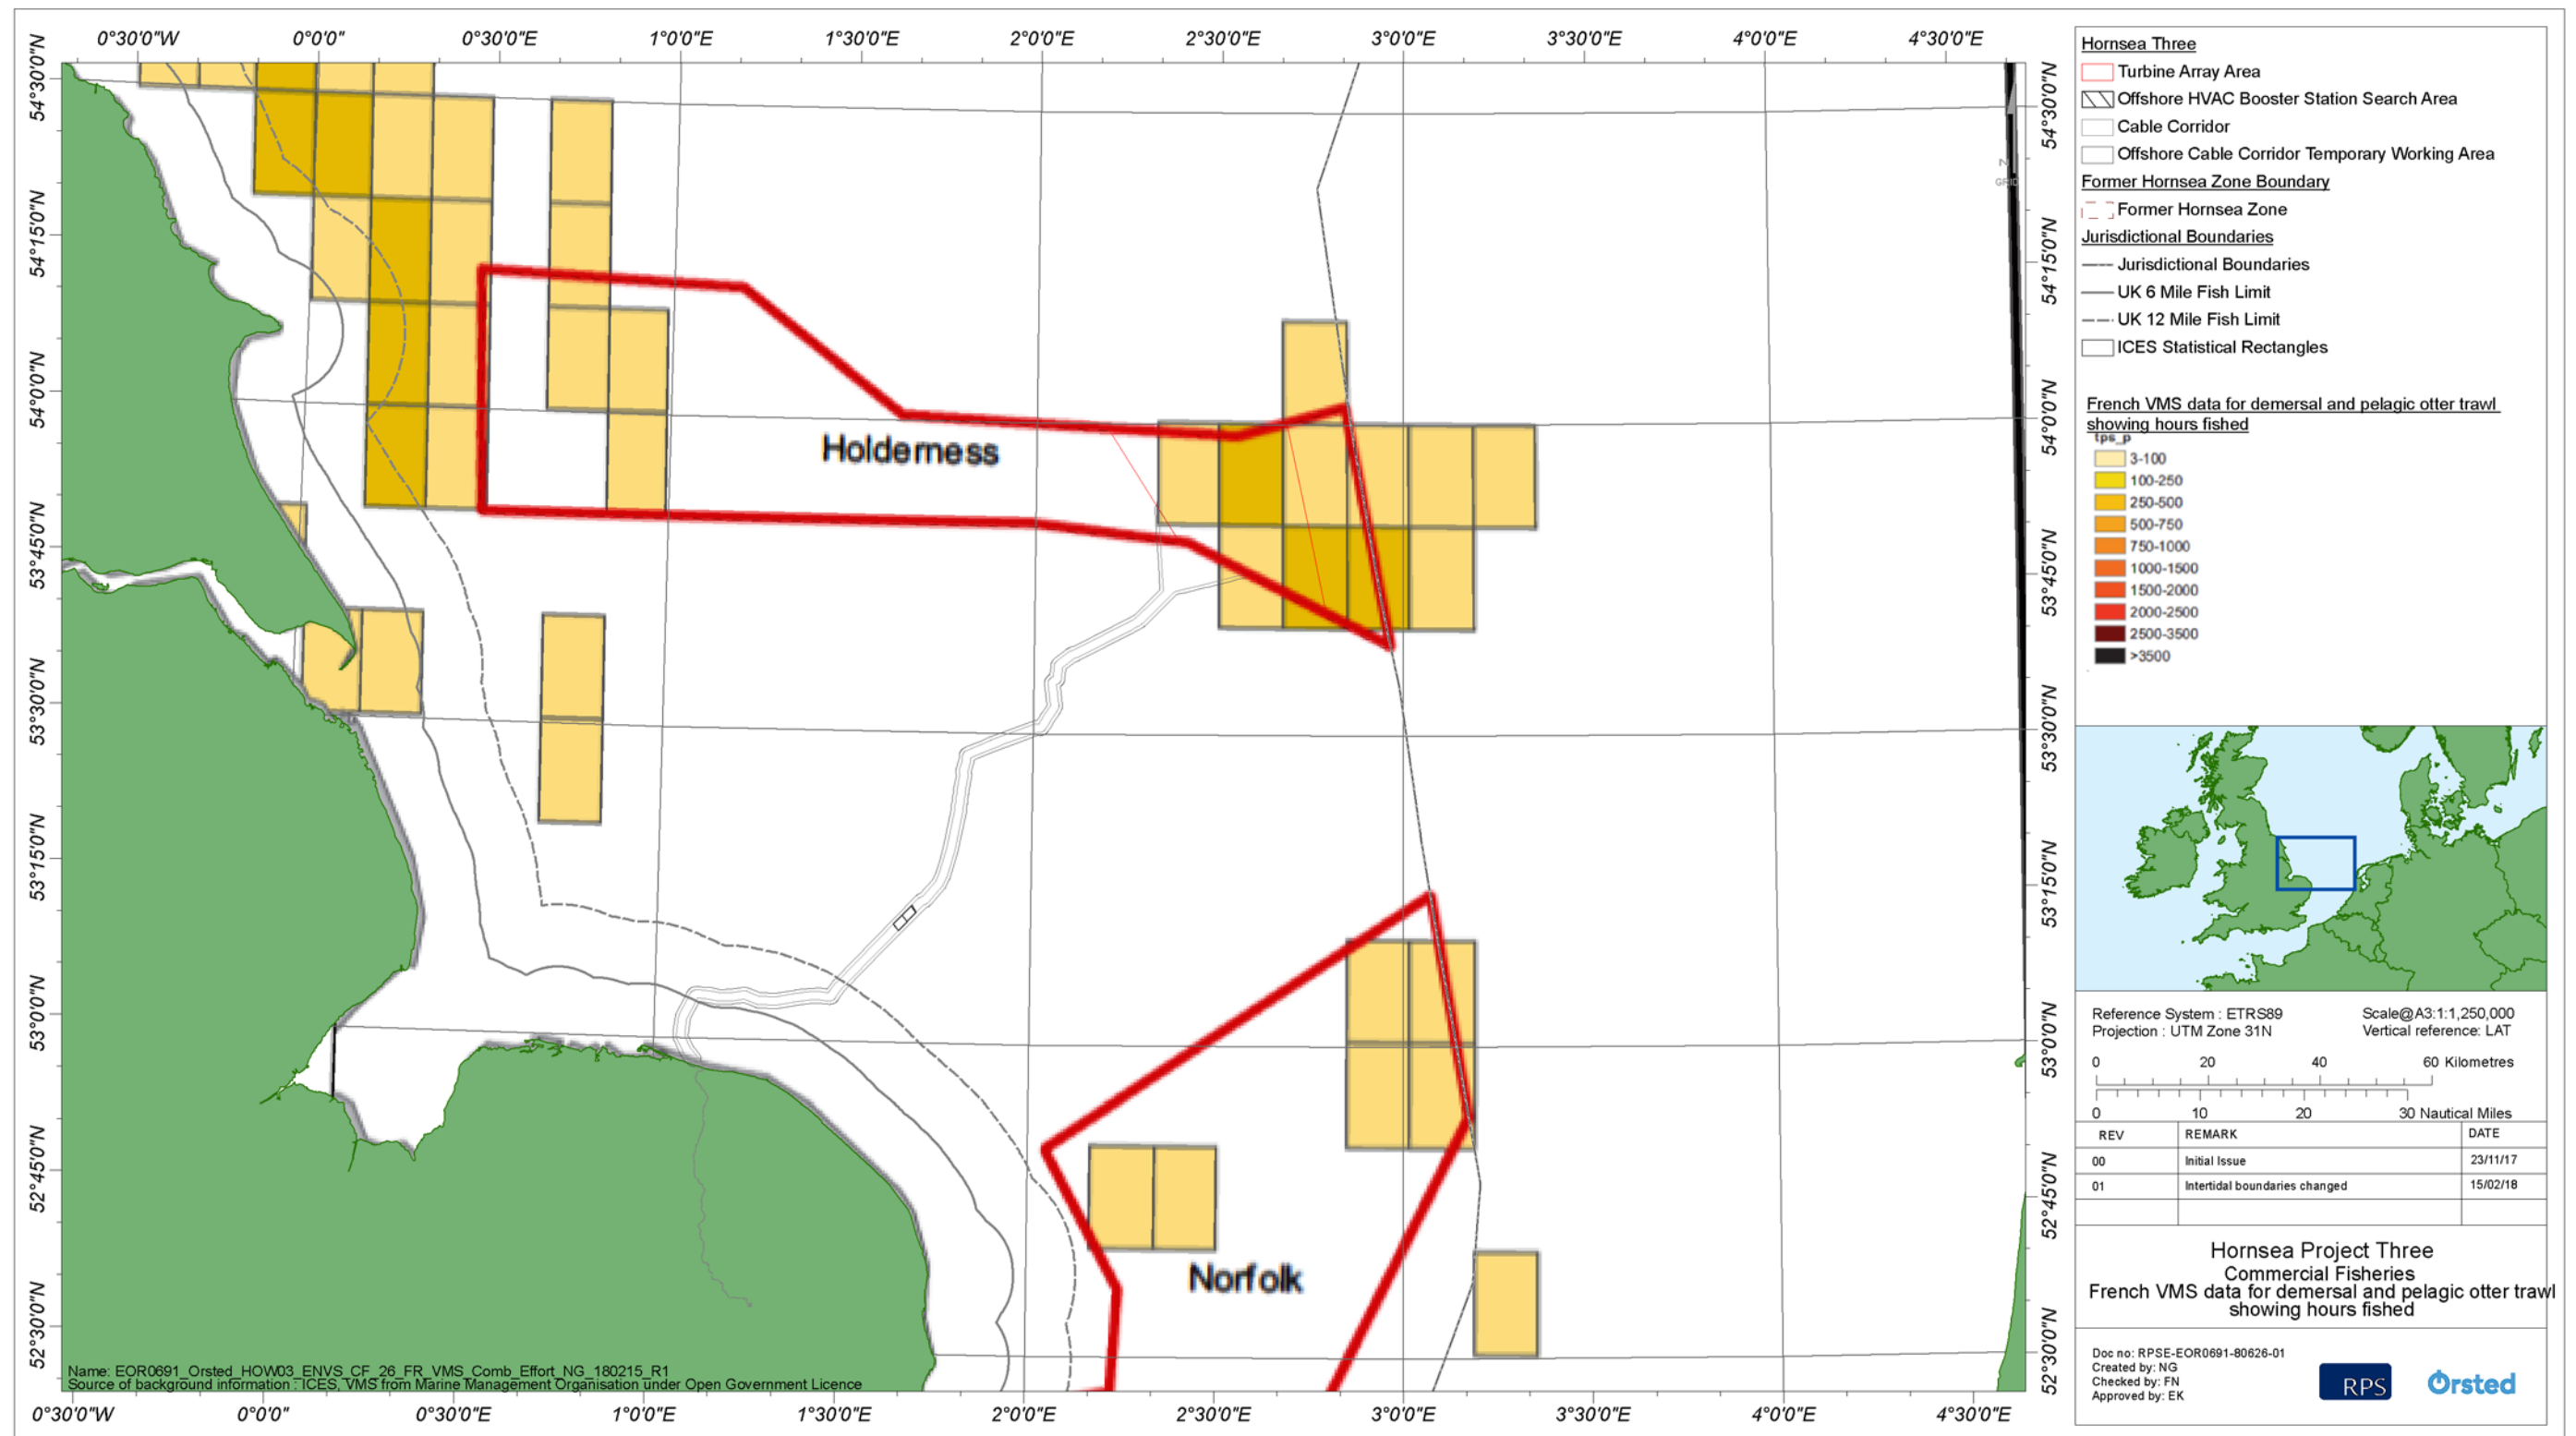 0°30'0"W 0°0'0" 0°30'0"E 1°0'0"E 1°30'0"E 2°0'0"E 2°30'0"E 3°0'0"E 3°30'0"E 4°0'0"E 4°30'0"E
54°30'0"N
54°15'0"N
54°0'0"N
53°45'0"N
53°30'0"N
53°15'0"N
53°0'0"N
52°45'0"N
52°30'0"N
Holderness
Norfolk
N
54°30'0"N
54°15'0"N
54°0'0"N
53°45'0"N
53°30'0"N
53°15'0"N
53°0'0"N
52°45'0"N
52°30'0"N
Name: EOR0691_Orsted_HOW03_ENVS_CF_26_FR_VMS_Comb_Effort_NG_180215_R1
Source of background information : ICES, VMS from Marine Management Organisation under Open Government Licence
0°30'0"W 0°0'0" 0°30'0"E 1°0'0"E 1°30'0"E 2°0'0"E 2°30'0"E 3°0'0"E 3°30'0"E 4°0'0"E 4°30'0"E
Hornsea Three
Turbine Array Area
Offshore HVAC Booster Station Search Area
Cable Corridor
Offshore Cable Corridor Temporary Working Area
Former Hornsea Zone Boundary
Former Hornsea Zone
Jurisdictional Boundaries
Jurisdictional Boundaries
UK 6 Mile Fish Limit
UK 12 Mile Fish Limit
ICES Statistical Rectangles
French VMS data for demersal and pelagic otter trawl
showing hours fished
tps_p
3-100
100-250
250-500
500-750
750-1000
1000-1500
1500-2000
2000-2500
2500-3500
>3500
Reference System : ETRS89 Scale@A3:1:1,250,000
Projection : UTM Zone 31N Vertical reference: LAT
0 20 40 60 Kilometres
0 10 20 30 Nautical Miles
REV REMARK DATE
00 Initial Issue 23/11/17
01 Intertidal boundaries changed 15/02/18
Hornsea Project Three
Commercial Fisheries
French VMS data for demersal and pelagic otter trawl
showing hours fished
Doc no: RPSE-EOR0691-80626-01
Created by: NG
Checked by: FN
Approved by: EK
RPS
Ørsted